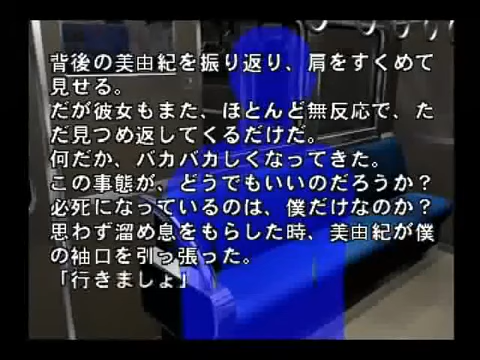 背後の美由紀を振り返り、肩をすくめて
見せる。
だが彼女もまた、ほとんど無反応で、た
だ見つめ返してくるだけだ。
何だか、バカバカしくなってきた。
この事態が、どうでもいいのだろうか？
必死になっているのは、僕だけなのか？
思わず溜め息をもらした時、美由紀が僕
の袖口を引っ張った。
「行きましょ」